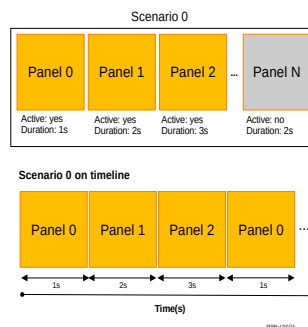 Scenario 0
Panel 0 Panel 1 Panel 2 ... Panel N
Active: yes Active: yes Active: yes Active: no
Duration: 1s Duration: 2s Duration: 3s Duration: 2s
Scenario 0 on timeline
Panel 0 Panel 1 Panel 2 Panel 0 ...
1s 2s 3s 1s
Time(s)